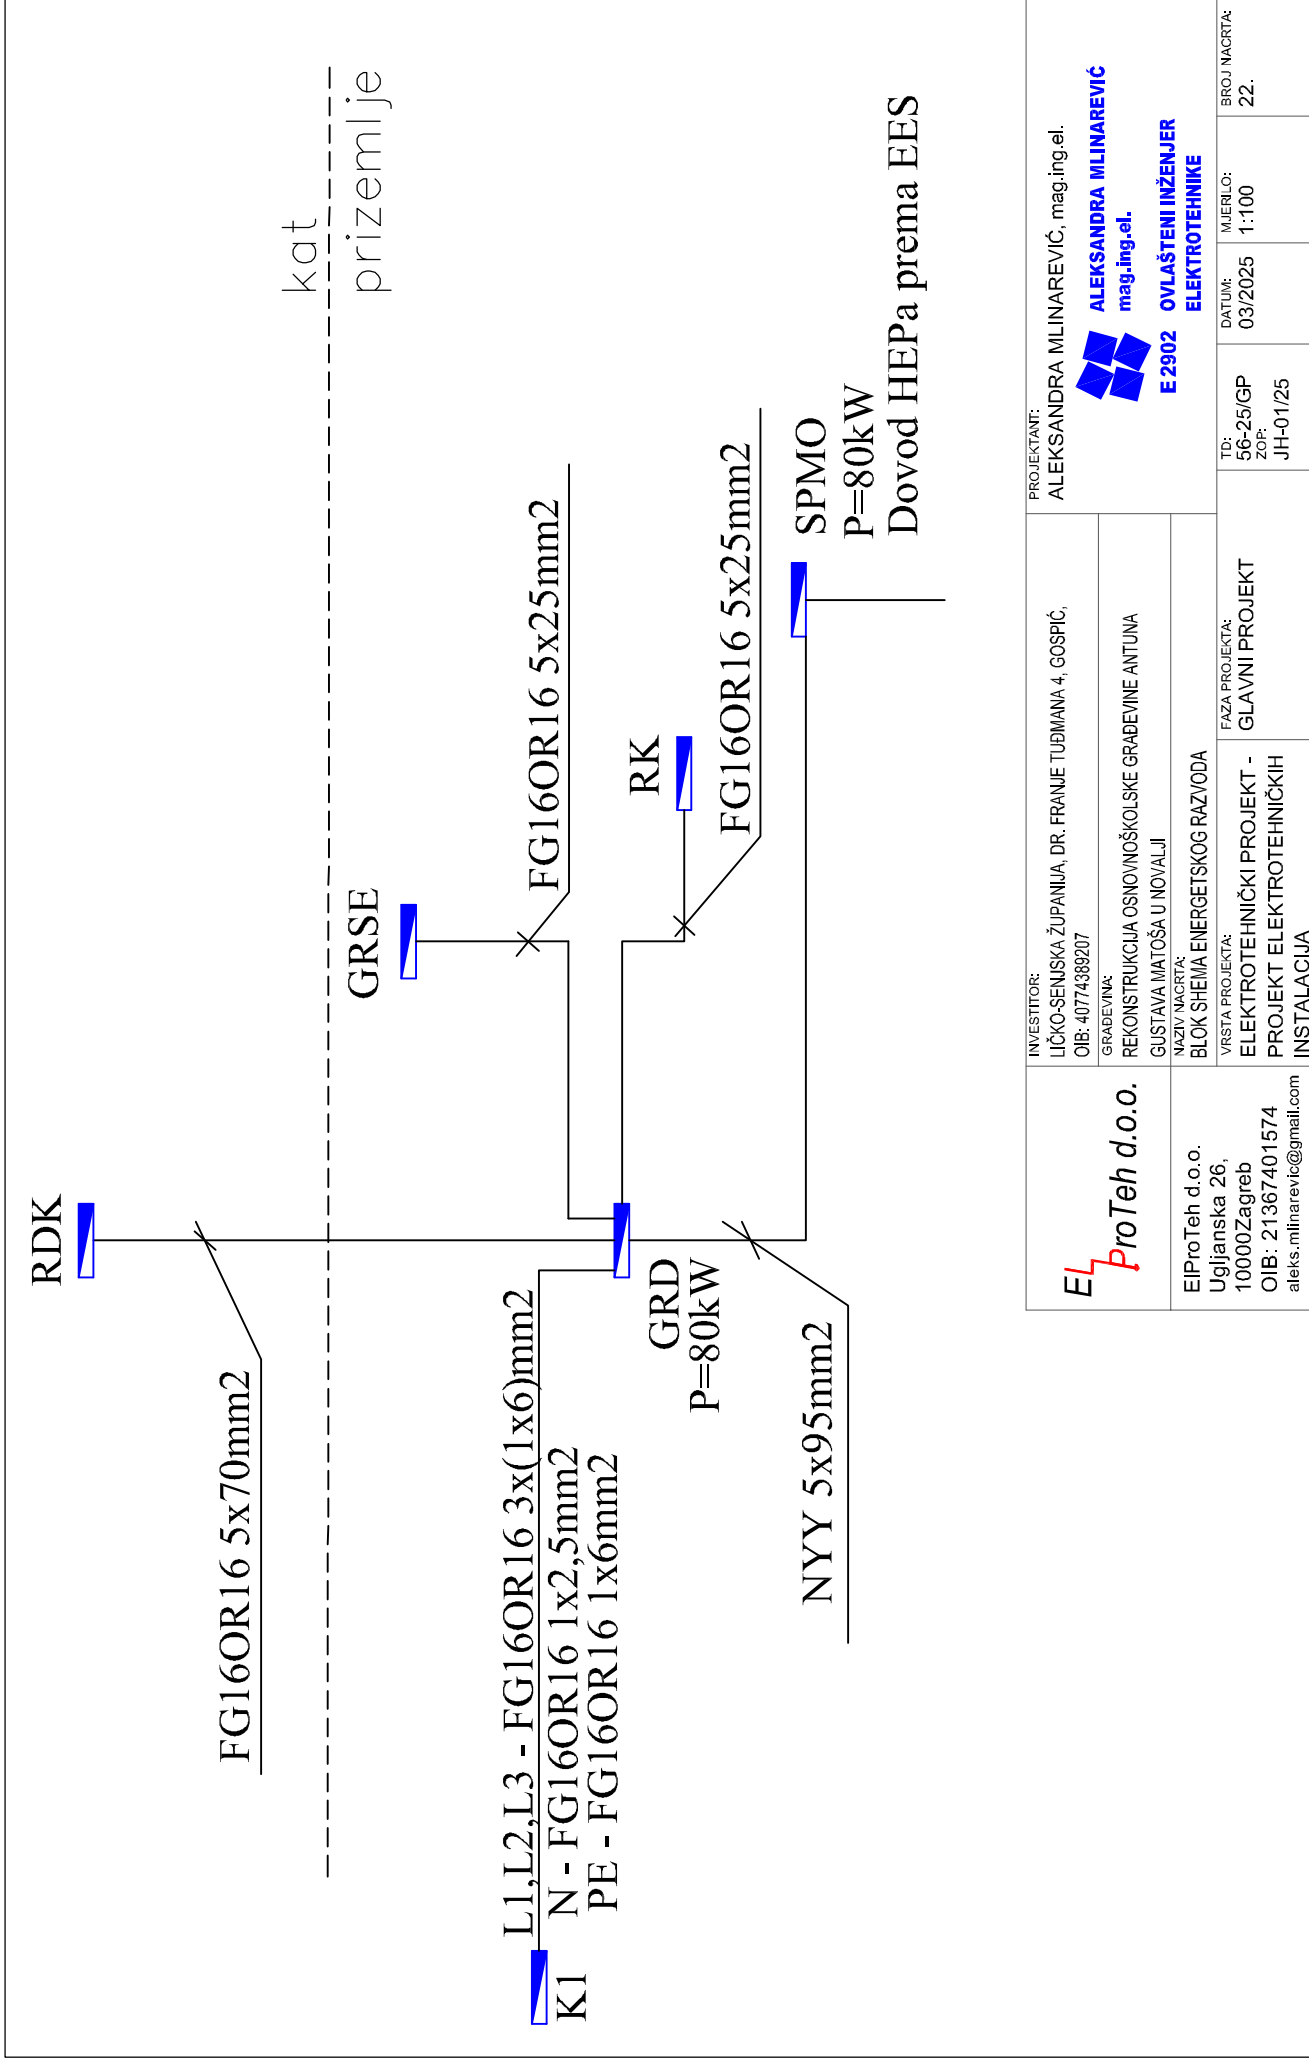 kat
prizemlje
RDK
FG16OR16 5x70mm2
GRSE
FG16OR16 5x25mm2
L1,L2,L3 - FG16OR16 3x(1x6)mm2
N - FG16OR16 1x2,5mm2
PE - FG16OR16 1x6mm2
K1
RK
FG16OR16 5x25mm2
GRD
P=80kW
NYY 5x95mm2
SPMO
P=80kW
Dovod HEPa prema EES
EL ProTeh d.o.o.
ElProTeh d.o.o.
Ugljanska 26,
10000Zagreb
OIB: 21367401574
aleks.mlinarevic@gmail.com
INVESTITOR:
LIČKO-SENJSKA ŽUPANIJA, DR. FRANJE TUĐMANA 4, GOSPIĆ,
OIB: 40774389207
GRAĐEVINA:
REKONSTRUKCIJA OSNOVNOŠKOLSKE GRAĐEVINE ANTUNA
GUSTAVA MATOŠA U NOVALJI
NAZIV NACRTA:
BLOK SHEMA ENERGETSKOG RAZVODA
VRSTA PROJEKTA:
ELEKTROTEHNIČKI PROJEKT -
PROJEKT ELEKTROTEHNIČKIH
INSTALACIJA
FAZA PROJEKTA:
GLAVNI PROJEKT
PROJEKTANT:
ALEKSANDRA MLINAREVIĆ, mag.ing.el.
ALEKSANDRA MLINAREVIĆ
mag.ing.el.
E 2902 OVLAŠTENI INŽENJER
ELEKTROTEHNIKE
TD:
56-25/GP
ZOP:
JH-01/25
DATUM:
03/2025
MJERILO:
1:100
BROJ NACRTA:
22.